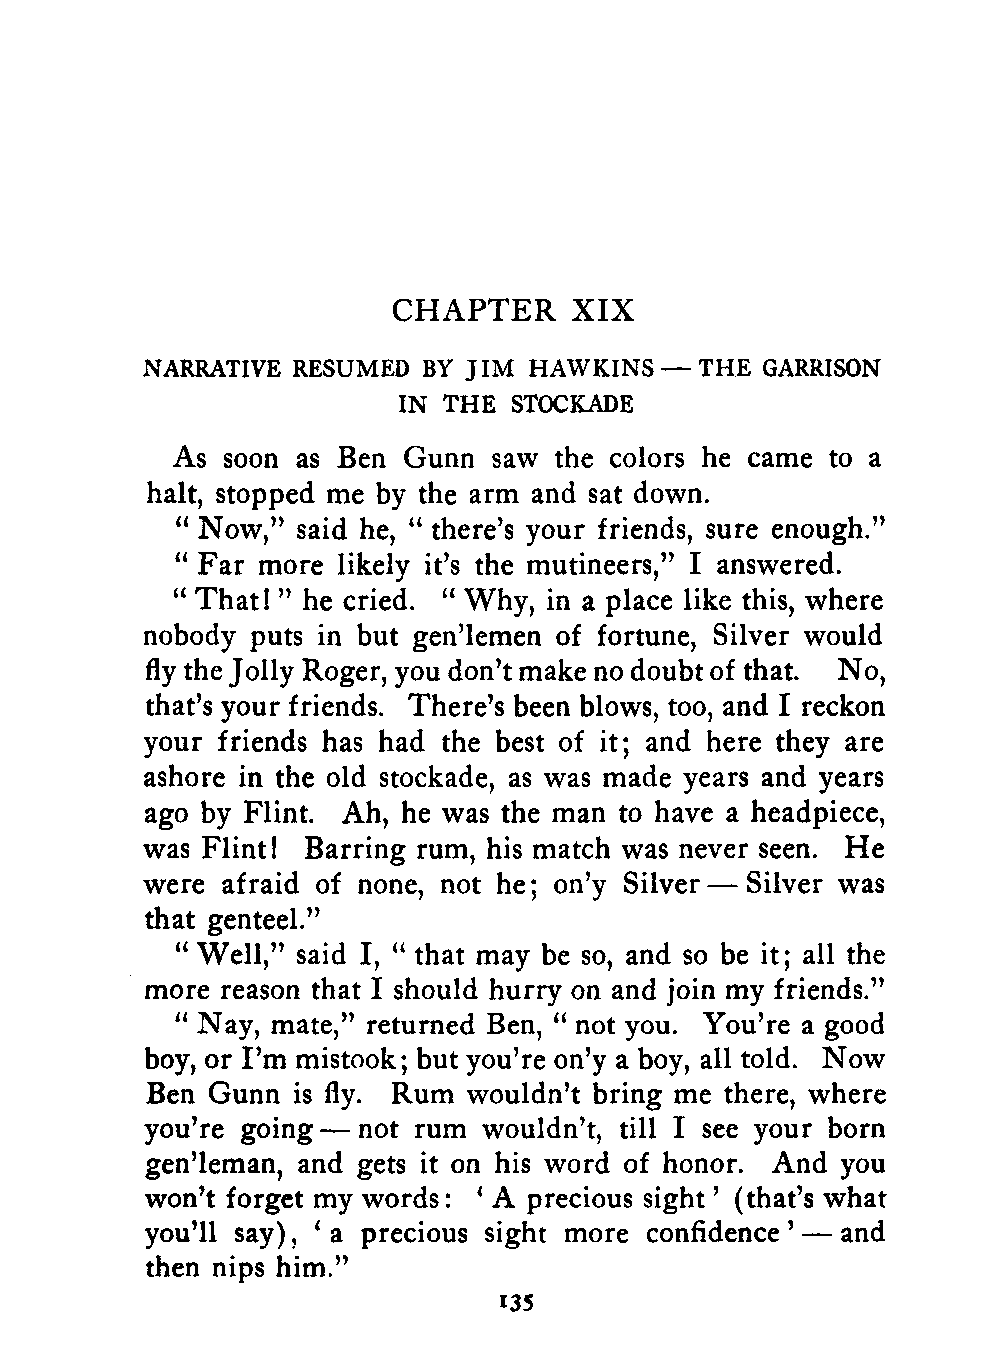 CHAPTER XIX
NARRATIVE RESUMED BY JIM HAWKINS — THE GARRISON
IN THE STOCKADE
As soon as Ben Gunn saw the colors he came to a
halt, stopped me by the arm and sat down.
“ Now,” said he, “ there’s your friends, sure enough.”
“ Far more likely it’s the mutineers,” I answered.
“ That! ” he cried. “ Why, in a place like this, where
nobody puts in but gen’lemen of fortune, Silver would
fly the Jolly Roger, you don’t make no doubt of that. No,
that’s your friends. There’s been blows, too, and I reckon
your friends has had the best of it; and here they are
ashore in the old stockade, as was made years and years
ago by Flint. Ah, he was the man to have a headpiece,
was Flint! Barring rum, his match was never seen. He
were afraid of none, not he; on’y Silver — Silver was
that genteel.”
“ Well,” said I, “ that may be so, and so be it; all the
more reason that I should hurry on and join my friends.”
“ Nay, mate,” returned Ben, “ not you. You’re a good
boy, or I’m mistook; but you’re on’y a boy, all told. Now
Ben Gunn is fly. Rum wouldn’t bring me there, where
you’re going — not rum wouldn’t, till I see your born
gen’leman, and gets it on his word of honor. And you
won’t forget my words: ‘ A precious sight ’ (that’s what
you’ll say), ‘ a precious sight more confidence ’ — and
then nips him.”
135